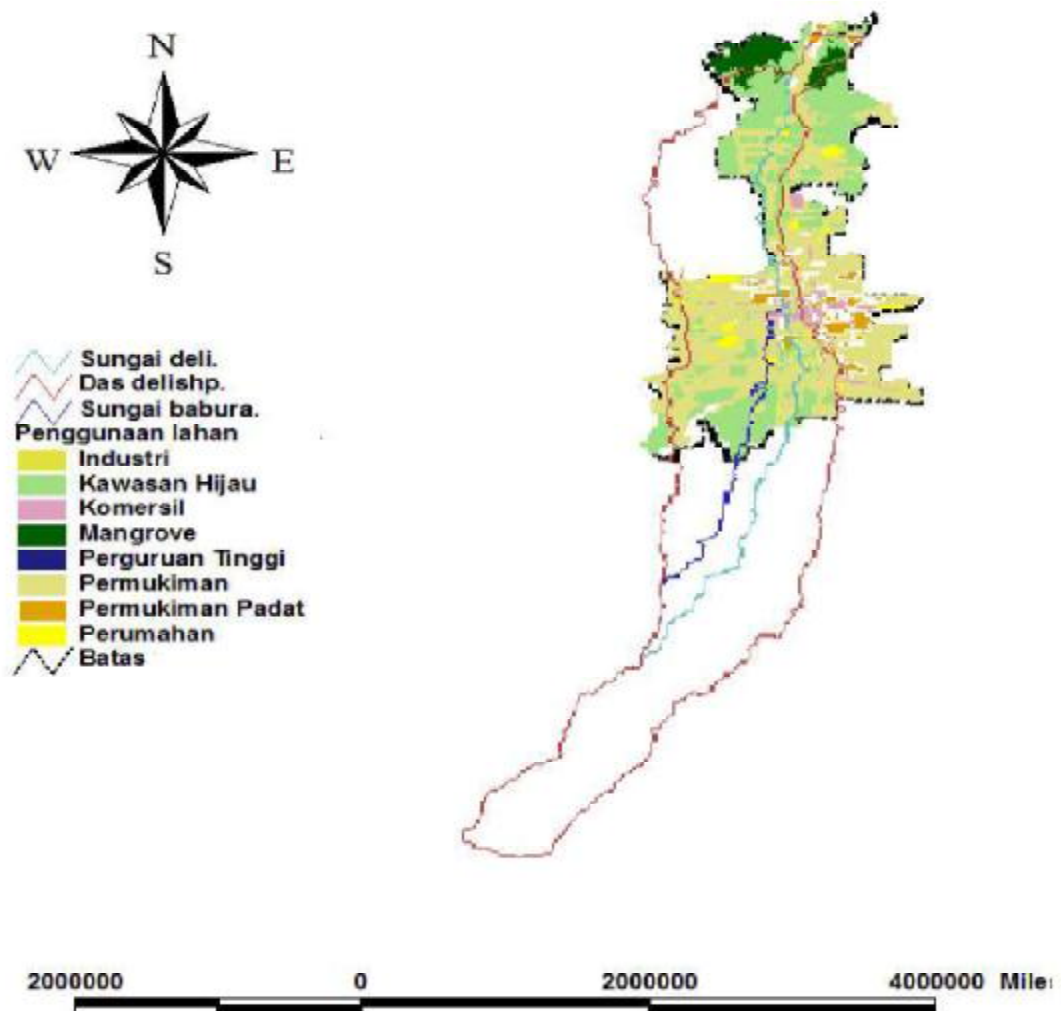 N
W E
S
Sungai deli.
Das delishp.
Sungai babura.
Penggunaan lahan
Industri
Kawasan Hijau
Komersil
Mangrove
Perguruan Tinggi
Permukiman
Permukiman Padat
Perumahan
Batas
2000000 0 2000000 4000000 Miles